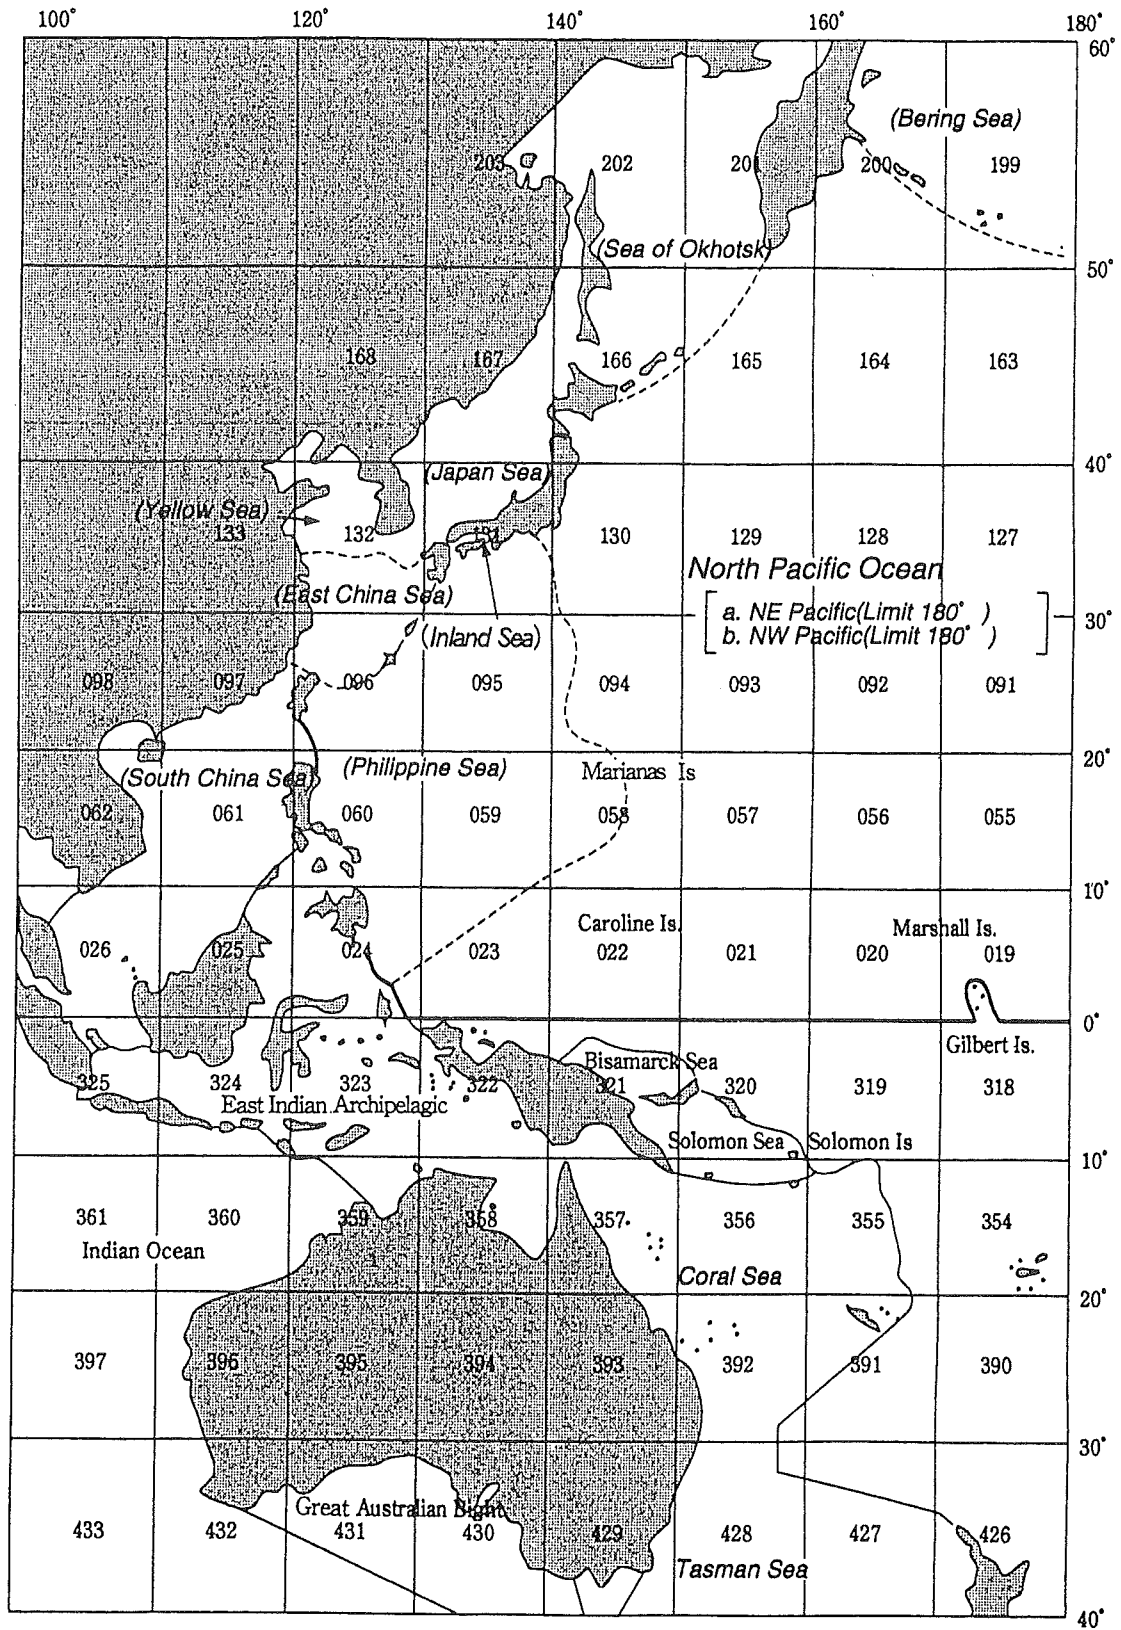 100° 120° 140° 160° 180°
60°
(Bering Sea)
203 202 201 200 199
(Sea of Okhotsk)
50°
168 167 166 165 164 163
40°
(Japan Sea)
(Yellow Sea)
133 132 131 130 129 128 127
North Pacific Ocean
(East China Sea)
a. NE Pacific(Limit 180° )
b. NW Pacific(Limit 180° )
30°
(Inland Sea)
098 097 096 095 094 093 092 091
20°
(South China Sea) (Philippine Sea) Marianas Is
062 061 060 059 058 057 056 055
10°
Caroline Is. Marshall Is.
026 025 024 023 022 021 020 019
0°
Gilbert Is.
Bisamarck Sea
325 324 323 322 321 320 319 318
East Indian Archipelagic
Solomon Sea Solomon Is
10°
361 360 359 358 357 356 355 354
Indian Ocean
Coral Sea
20°
397 396 395 394 393 392 391 390
30°
Great Australian Bight
433 432 431 430 429 428 427 426
Tasman Sea
40°